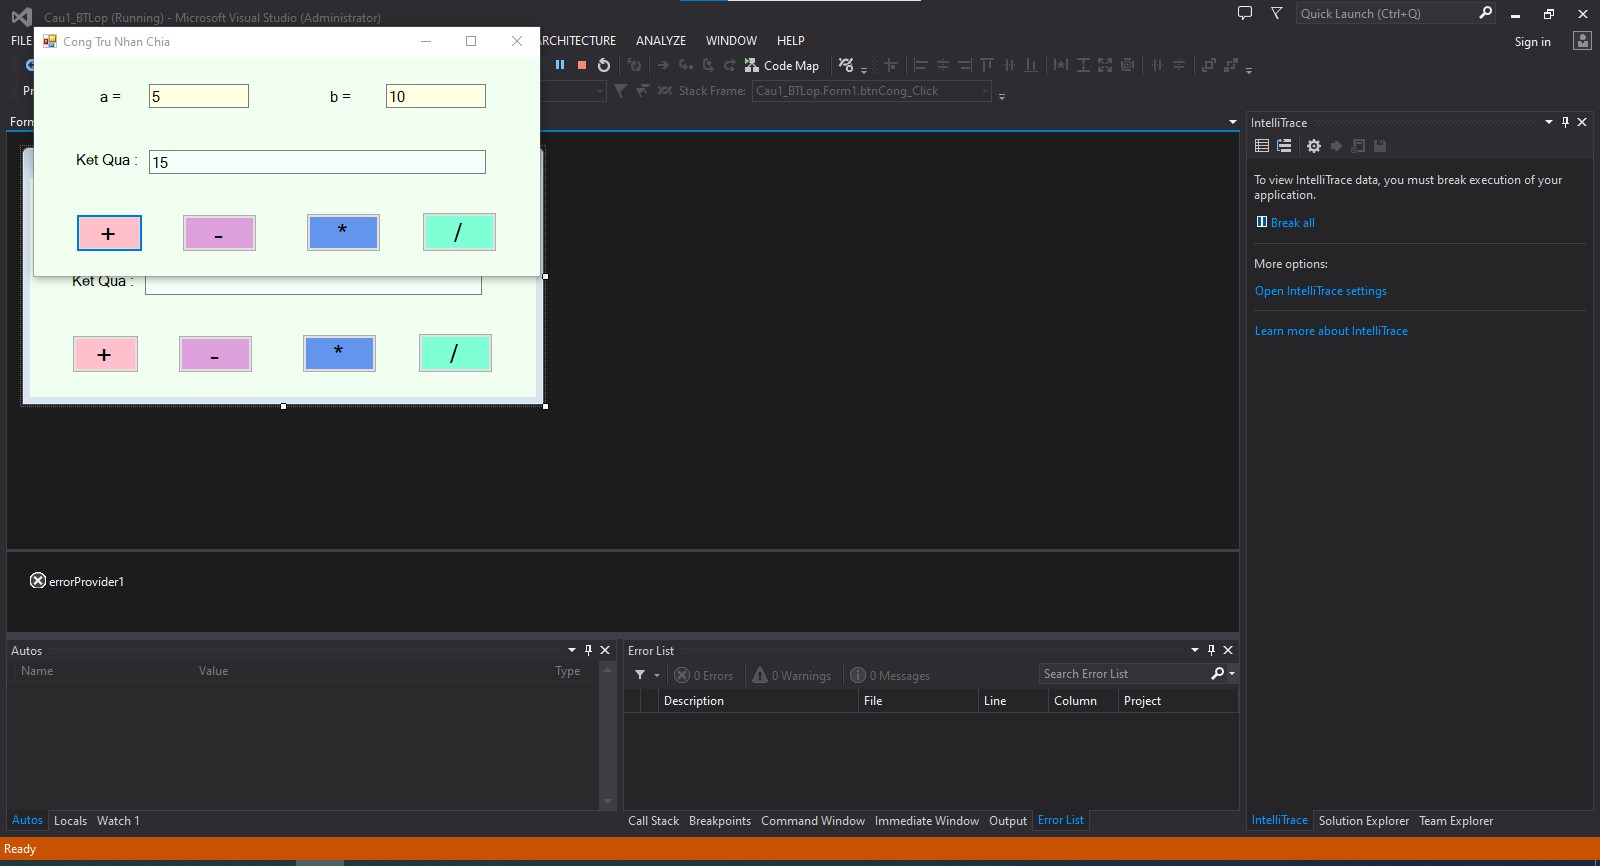 Cau1_BTLop (Running) - Microsoft Visual Studio (Administrator)
Quick Launch (Ctrl+Q)
FILE
ARCHITECTURE ANALYZE WINDOW HELP
Sign in
Code Map
Stack Frame: Cau1_BTLop.Form1.btnCong_Click
Cong Tru Nhan Chia
a = 5 b = 10
Ket Qua : 15
+ - * /
Ket Qua :
+ - * /
errorProvider1
IntelliTrace
To view IntelliTrace data, you must break execution of your
application.
Break all
More options:
Open IntelliTrace settings
Learn more about IntelliTrace
Autos
Name Value Type
Autos Locals Watch 1
Error List
0 Errors 0 Warnings 0 Messages Search Error List
Description File Line Column Project
Call Stack Breakpoints Command Window Immediate Window Output Error List
IntelliTrace Solution Explorer Team Explorer
Ready